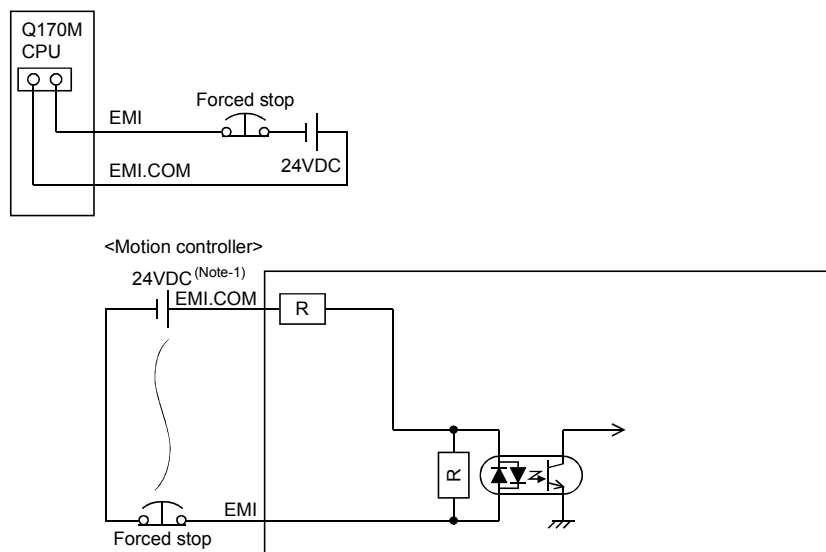 Q170M
CPU
Forced stop
EMI
24VDC
EMI.COM
<Motion controller>
24VDC (Note-1)
EMI.COM
R
R
EMI
Forced stop